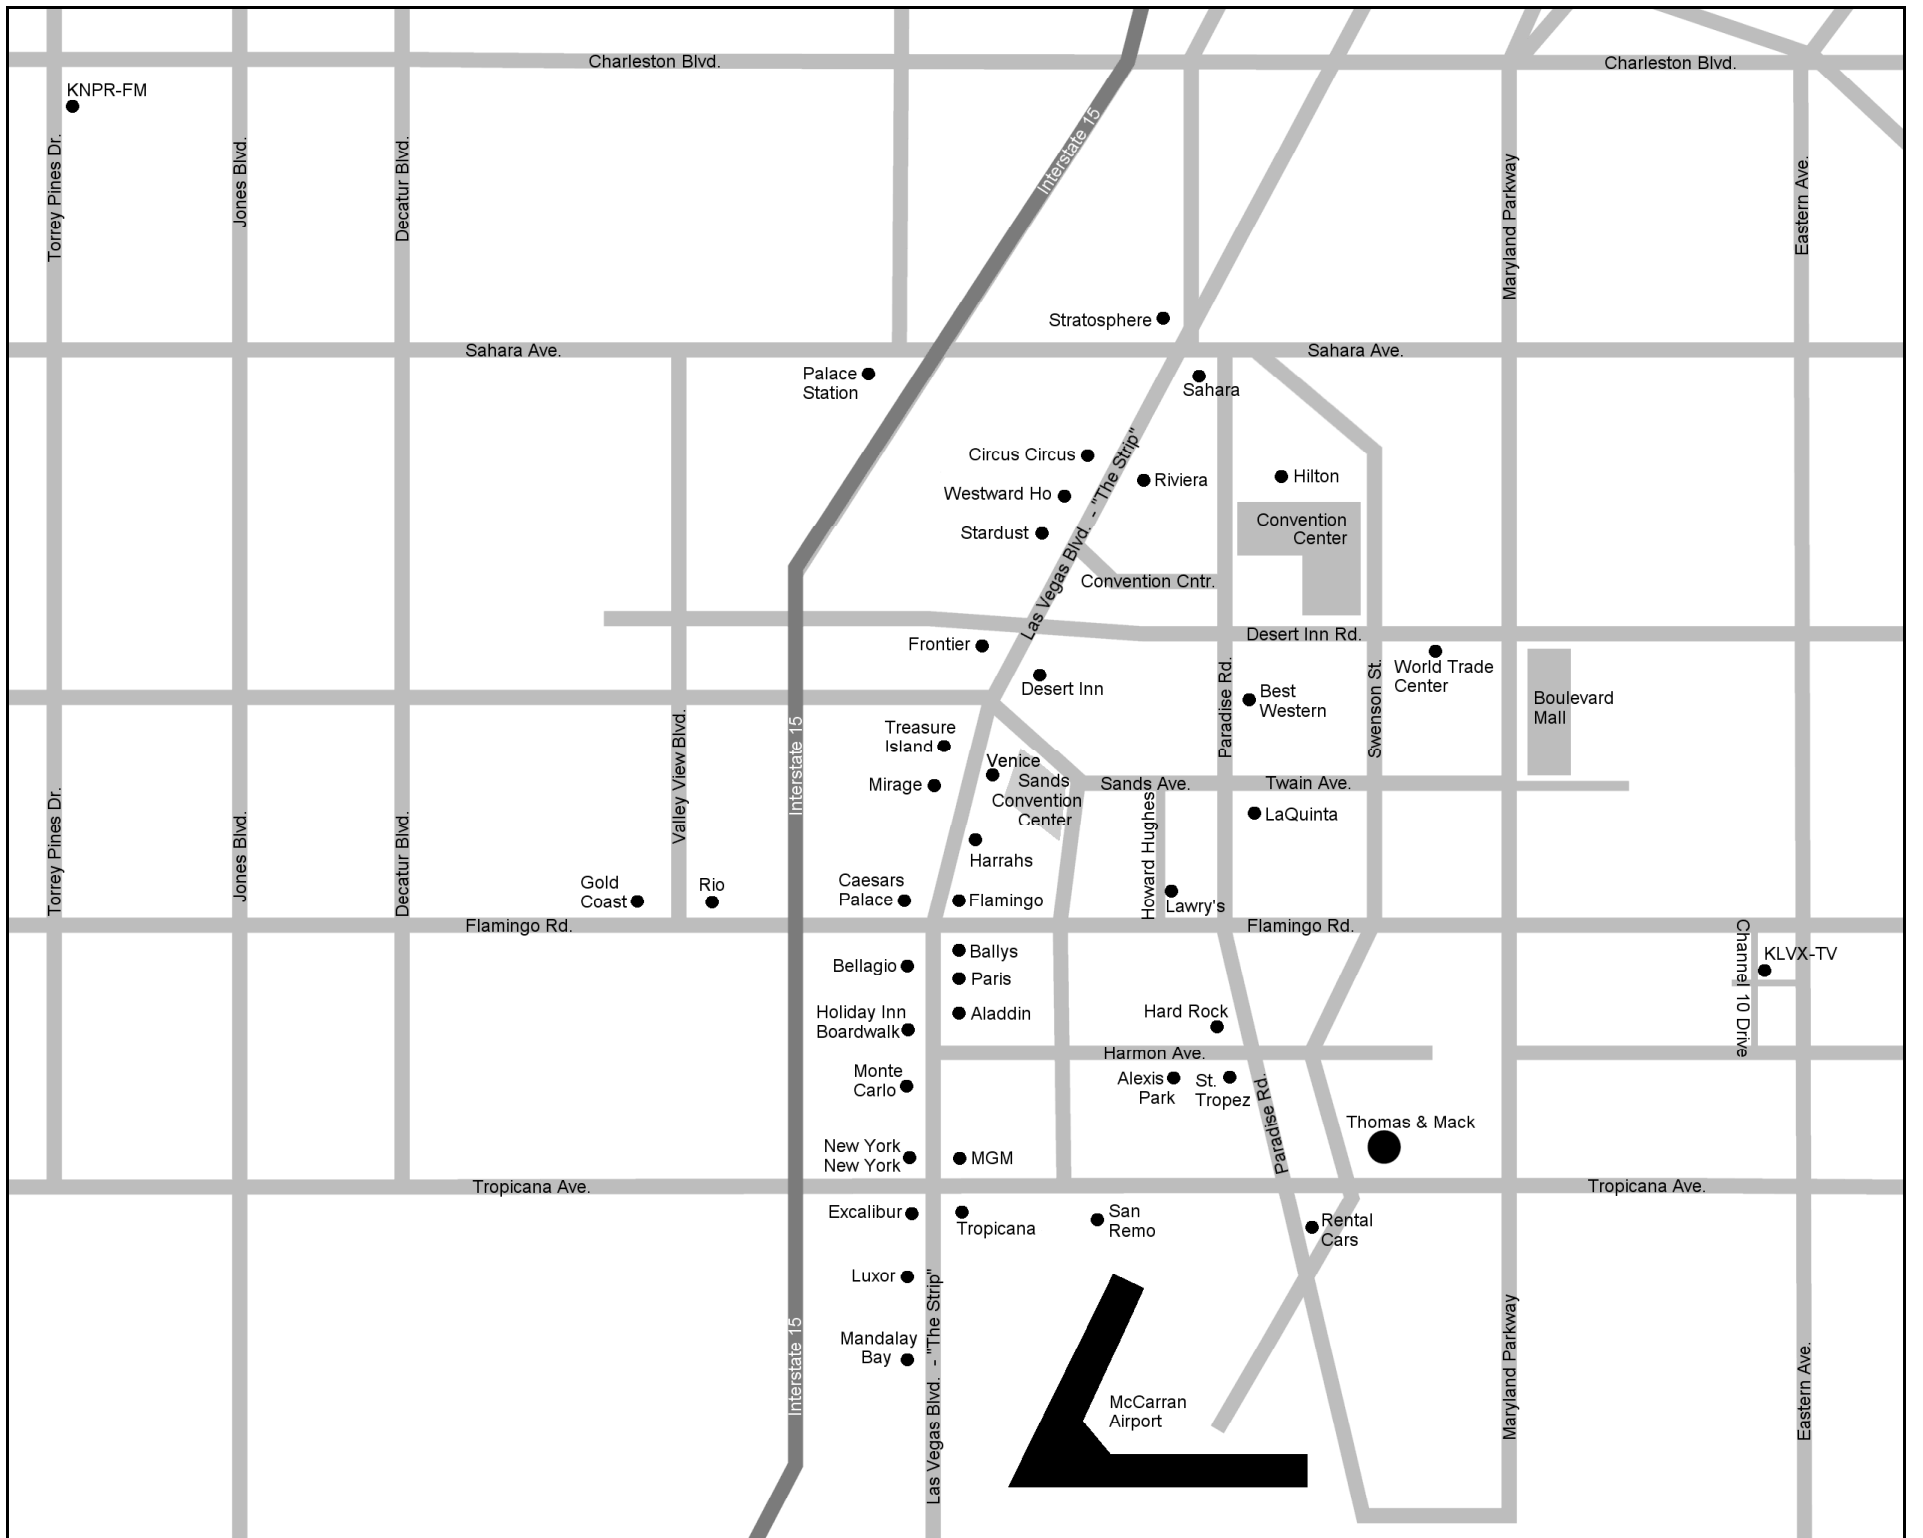 Charleston Blvd.
Charleston Blvd.
KNPR-FM
Torrey Pines Dr.
Jones Blvd.
Decatur Blvd.
Interstate 15
Maryland Parkway
Eastern Ave.
Stratosphere
Sahara Ave.
Sahara Ave.
Palace
Station
Sahara
Circus Circus
Las Vegas Blvd. - "The Strip"
Westward Ho
Riviera
Hilton
Stardust
Convention
Center
Convention Cntr.
Frontier
Desert Inn Rd.
Desert Inn
World Trade
Center
Paradise Rd.
Swenson St.
Best
Western
Boulevard
Mall
Valley View Blvd.
Interstate 15
Treasure
Island
Venice
Mirage
Sands
Convention
Center
Sands Ave.
Twain Ave.
Torrey Pines Dr.
Jones Blvd.
Decatur Blvd.
Howard Hughes
LaQuinta
Harrahs
Gold
Coast
Rio
Caesars
Palace
Flamingo
Lawry's
Flamingo Rd.
Flamingo Rd.
Channel 10 Drive
KLVX-TV
Ballys
Bellagio
Paris
Holiday Inn
Boardwalk
Aladdin
Hard Rock
Harmon Ave.
Monte
Carlo
Alexis
Park
St.
Tropez
Paradise Rd.
Thomas & Mack
New York
New York
MGM
Tropicana Ave.
Tropicana Ave.
Excalibur
Tropicana
San
Remo
Rental
Cars
Luxor
Las Vegas Blvd. - "The Strip"
Interstate 15
Mandalay
Bay
McCarran
Airport
Maryland Parkway
Eastern Ave.